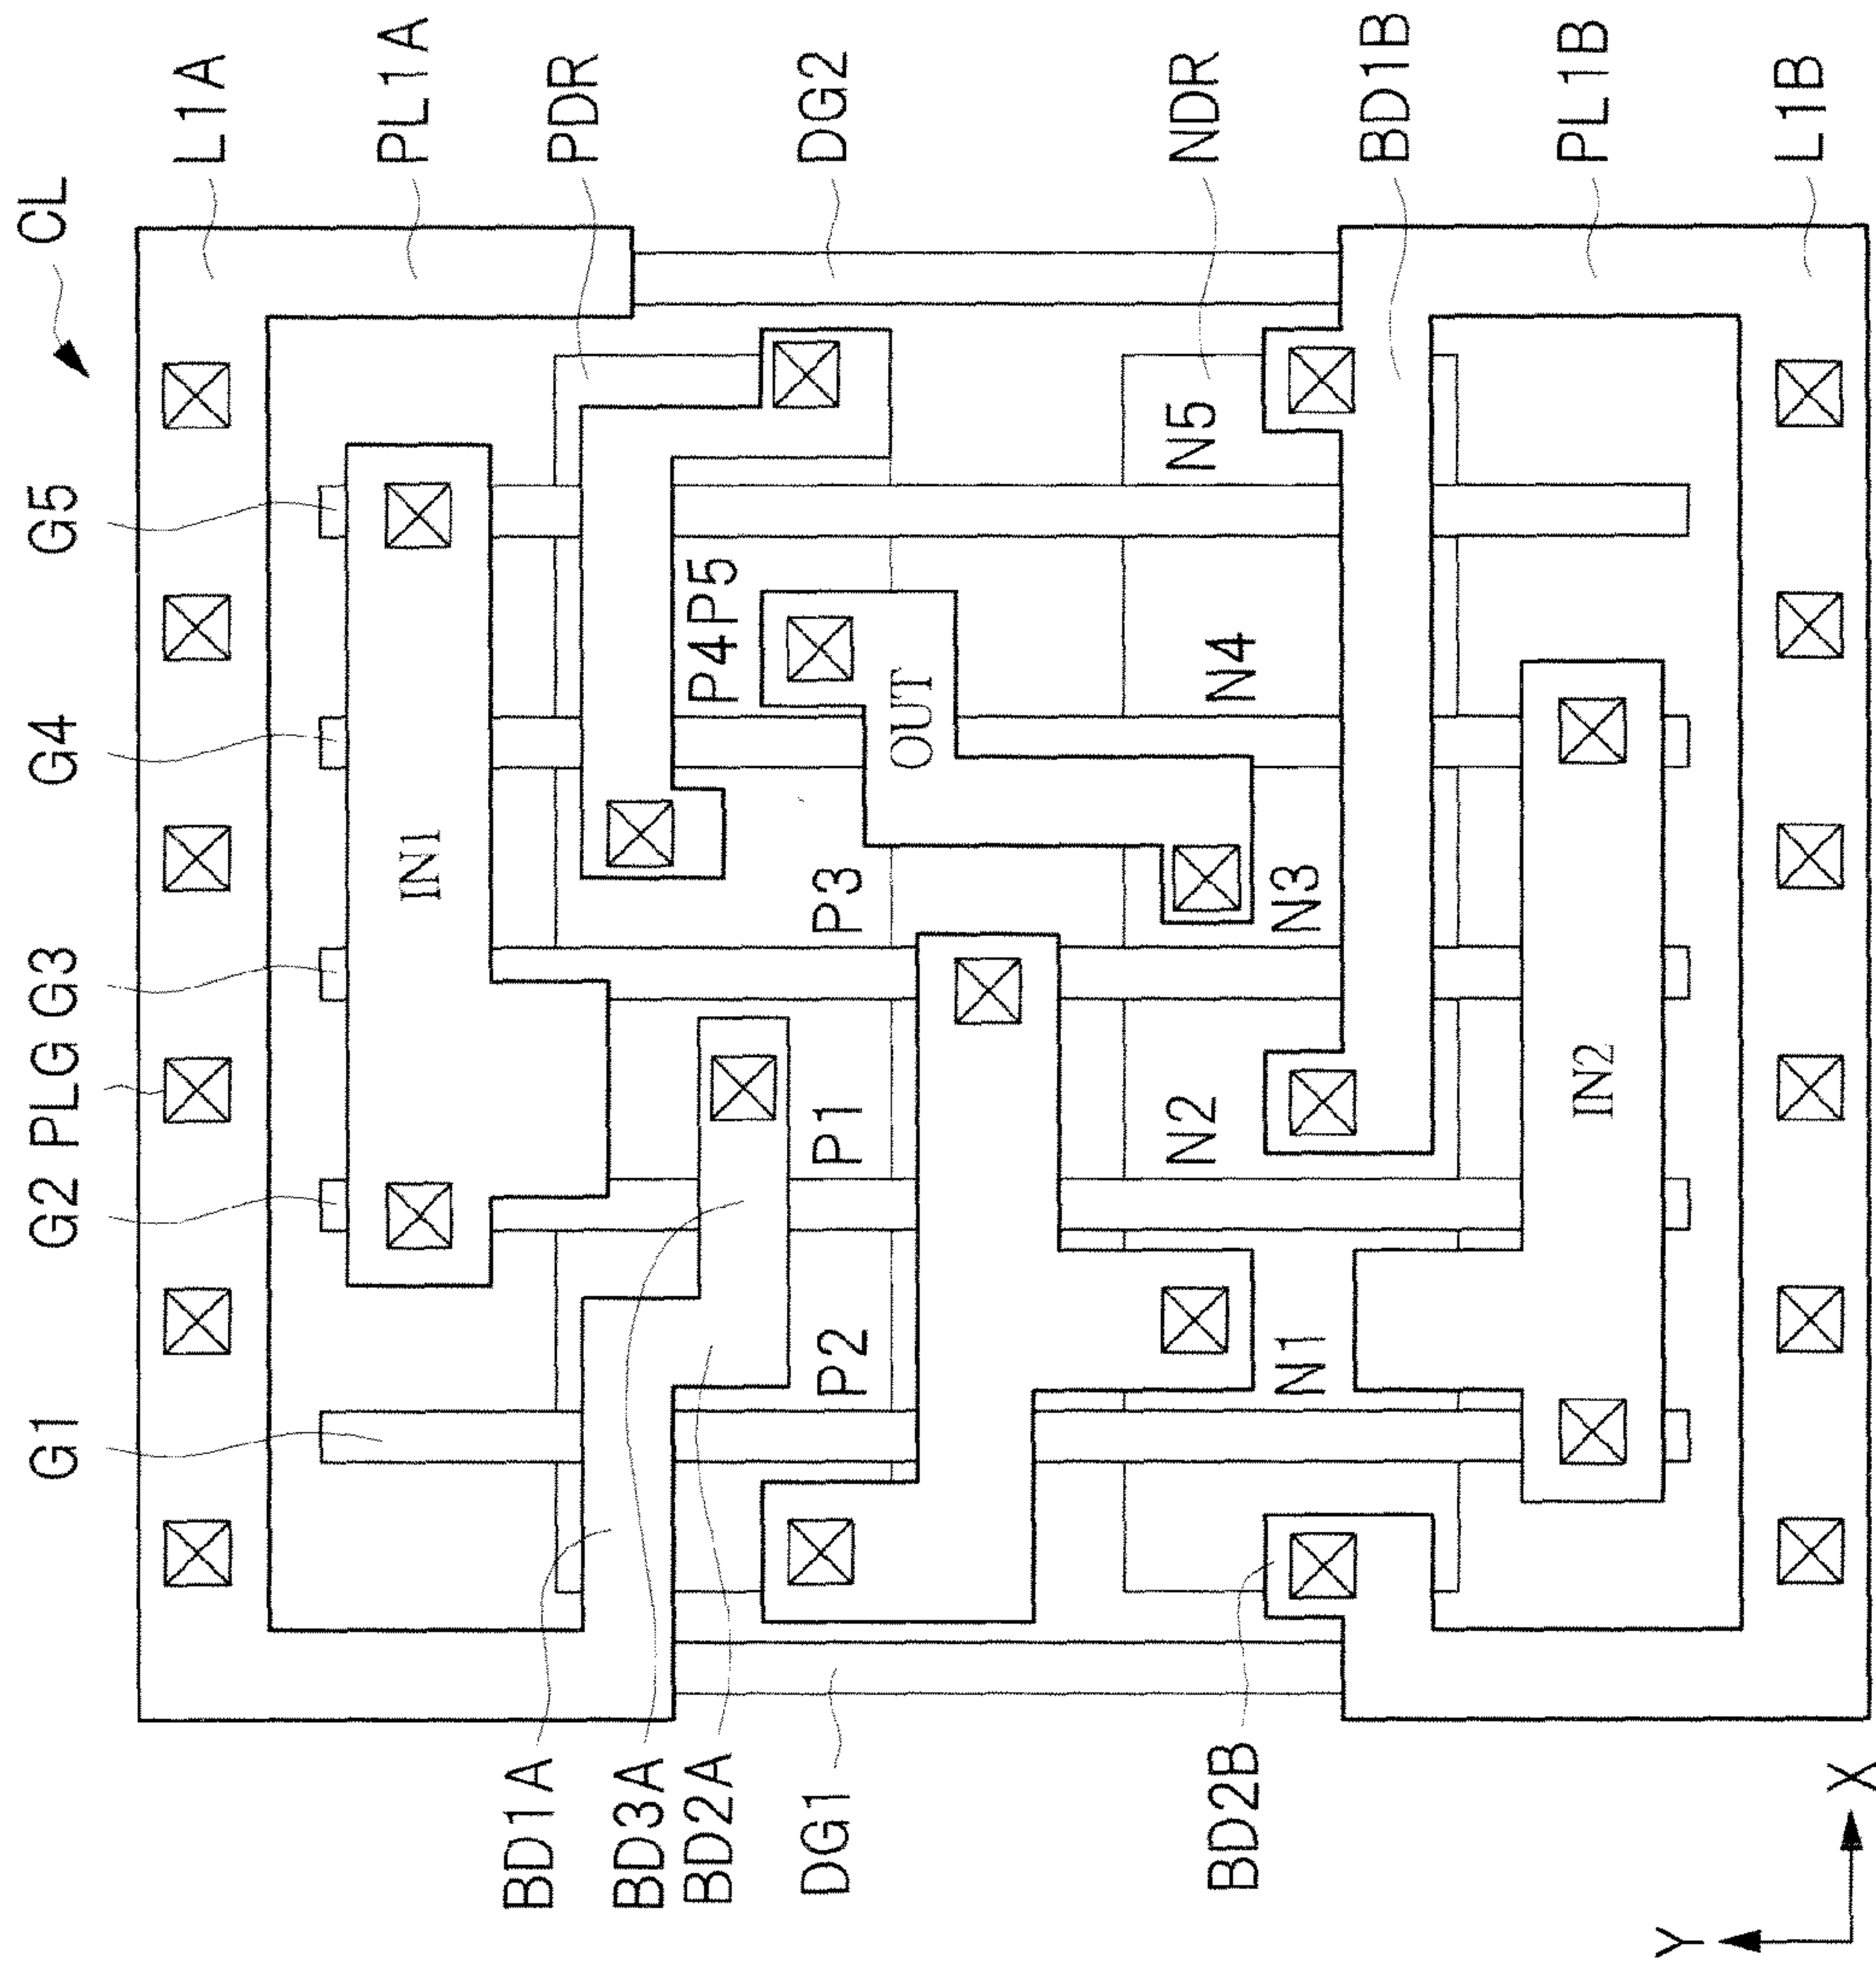 CL
L1A
PL1A
PDR
DG2
NDR
BD1B
PL1B
L1B
G5
G4
G3
PLG
G2
G1
IN1
P4P5
OUT
P3
P1
P2
N5
N4
N3
N2
N1
IN2
BD1A
BD3A
BD2A
DG1
BD2B
Y
X